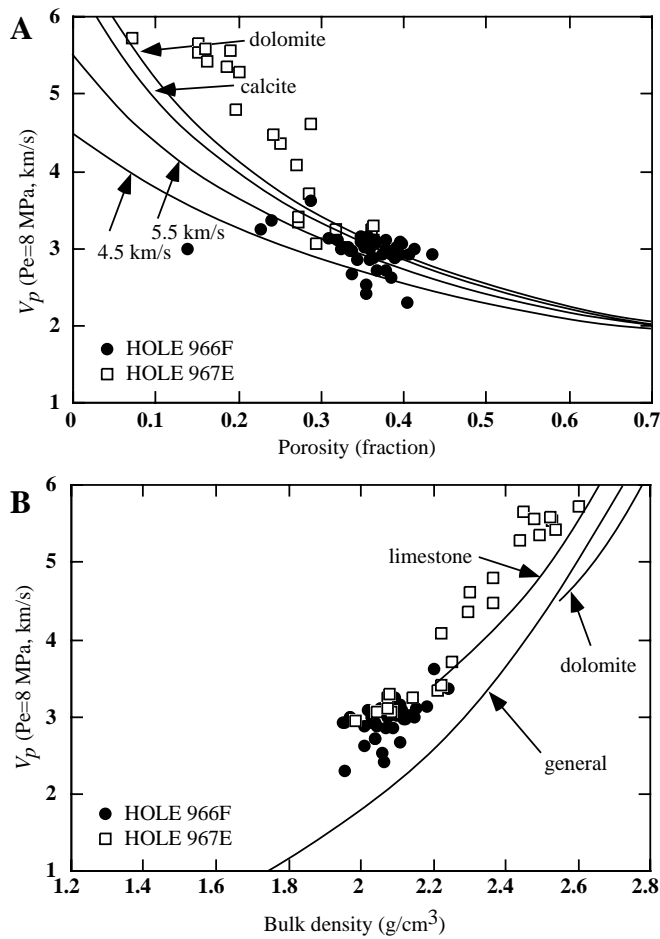 A
6
5
4
3
2
1
Vp (Pe=8 MPa, km/s)
dolomite
calcite
5.5 km/s
4.5 km/s
HOLE 966F
HOLE 967E
0 0.1 0.2 0.3 0.4 0.5 0.6 0.7
Porosity (fraction)
B
6
5
4
3
2
1
Vp (Pe=8 MPa, km/s)
limestone
dolomite
general
HOLE 966F
HOLE 967E
1.2 1.4 1.6 1.8 2 2.2 2.4 2.6 2.8
Bulk density (g/cm³)